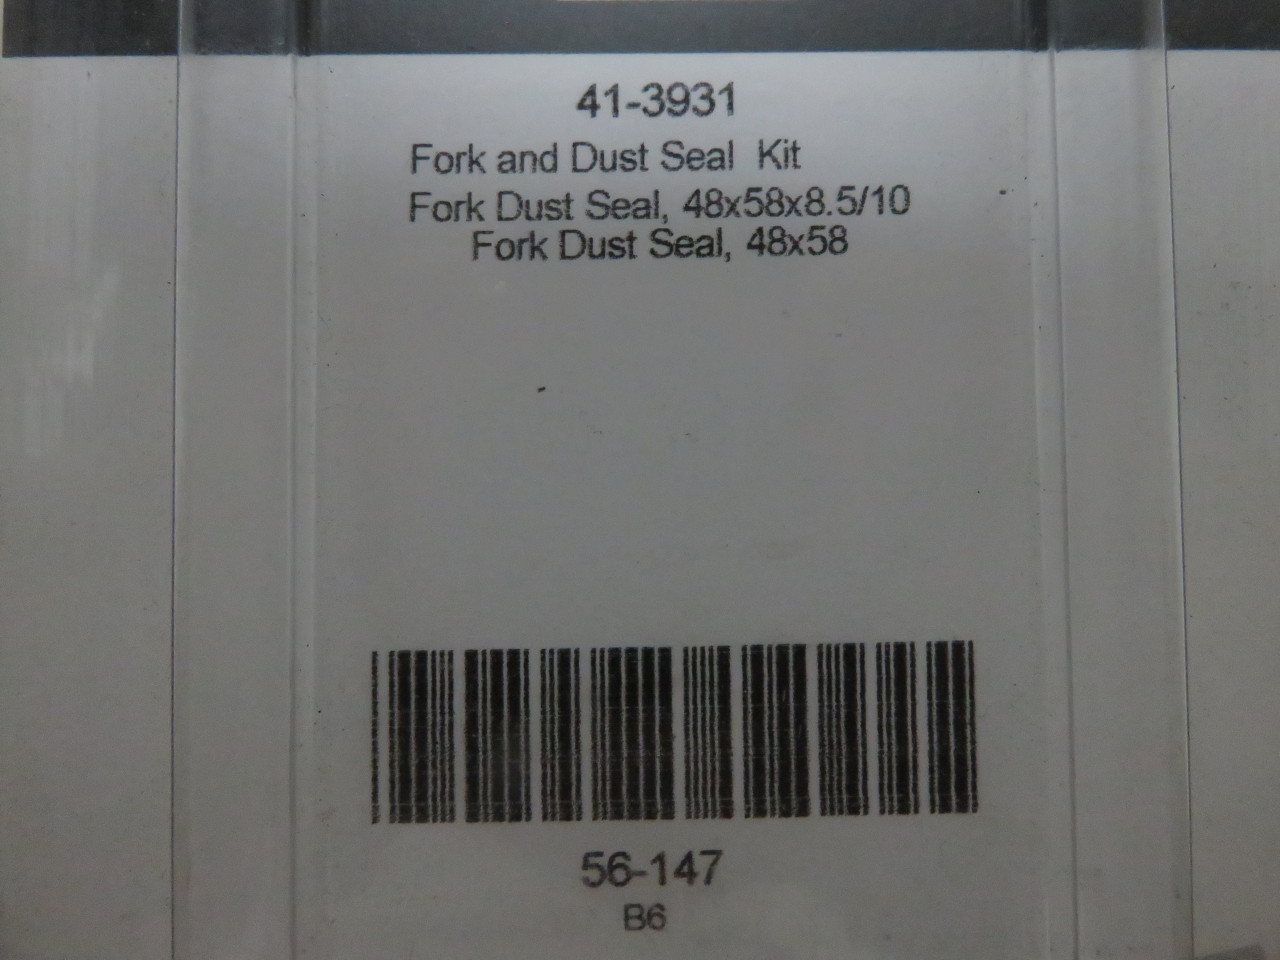 41-3931
Fork and Dust Seal Kit
Fork Dust Seal, 48x58x8.5/10
Fork Dust Seal, 48x58
56-147
B6